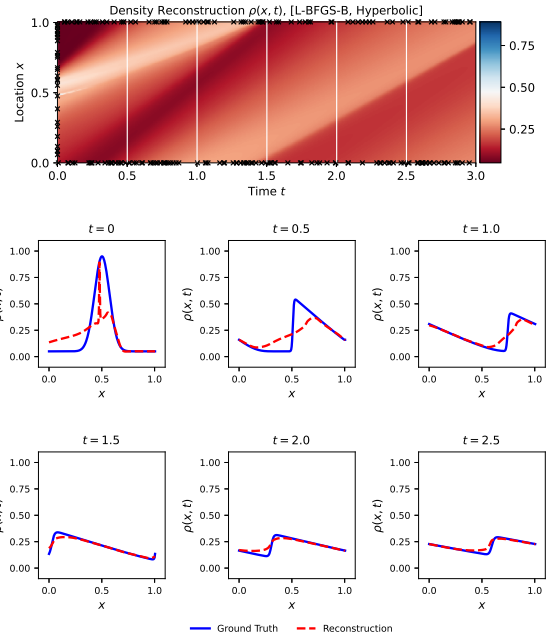 Density Reconstruction ρ(x, t), [L-BFGS-B, Hyperbolic]
1.0
0.5
0.0
Location x
0.0 0.5 1.0 1.5 2.0 2.5 3.0
Time t
0.75
0.50
0.25
t = 0
1.00
0.75
0.50
0.25
0.00
0.0 0.5 1.0
x
t = 0.5
ρ(x, t)
1.00
0.75
0.50
0.25
0.00
0.0 0.5 1.0
x
t = 1.0
ρ(x, t)
1.00
0.75
0.50
0.25
0.00
0.0 0.5 1.0
x
t = 1.5
1.00
0.75
0.50
0.25
0.00
0.0 0.5 1.0
x
t = 2.0
ρ(x, t)
1.00
0.75
0.50
0.25
0.00
0.0 0.5 1.0
x
t = 2.5
ρ(x, t)
1.00
0.75
0.50
0.25
0.00
0.0 0.5 1.0
x
Ground Truth Reconstruction